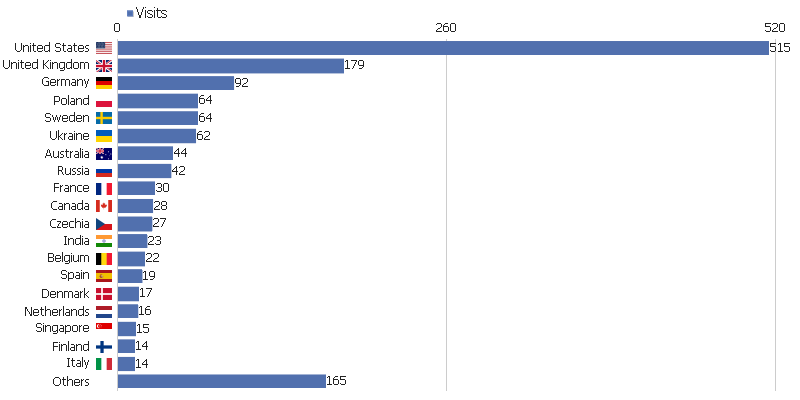 Visits
0 260 520
United States 515
United Kingdom 179
Germany 92
Poland 64
Sweden 64
Ukraine 62
Australia 44
Russia 42
France 30
Canada 28
Czechia 27
India 23
Belgium 22
Spain 19
Denmark 17
Netherlands 16
Singapore 15
Finland 14
Italy 14
Others 165